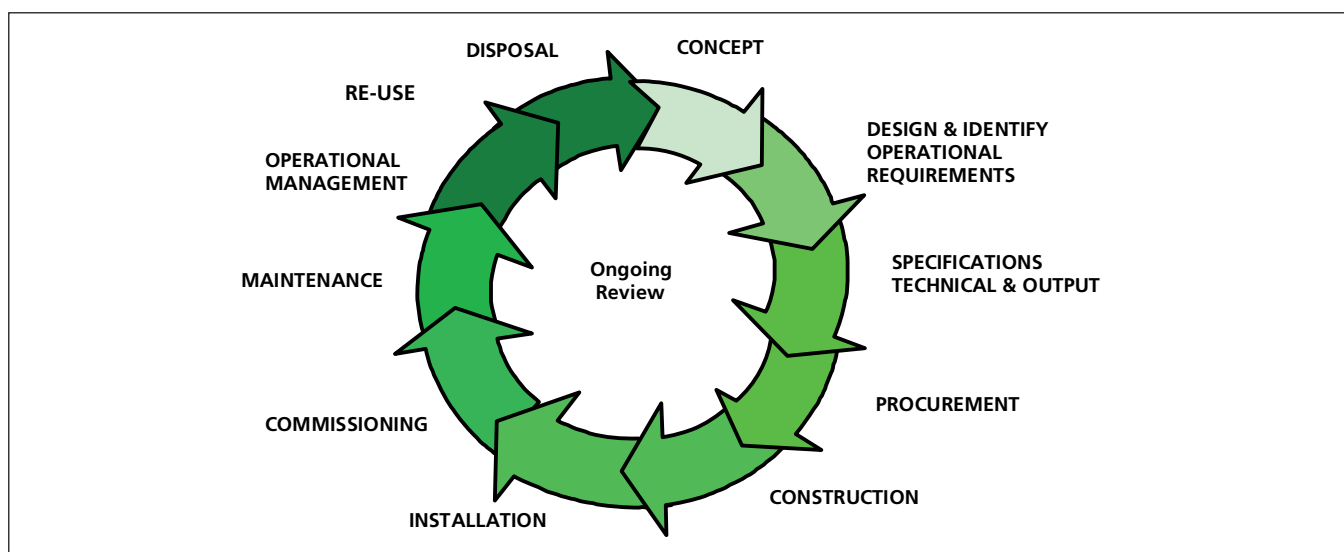 CONCEPT
DESIGN & IDENTIFY
OPERATIONAL
REQUIREMENTS
SPECIFICATIONS
TECHNICAL & OUTPUT
PROCUREMENT
CONSTRUCTION
INSTALLATION
COMMISSIONING
MAINTENANCE
OPERATIONAL
MANAGEMENT
RE-USE
DISPOSAL
Ongoing
Review